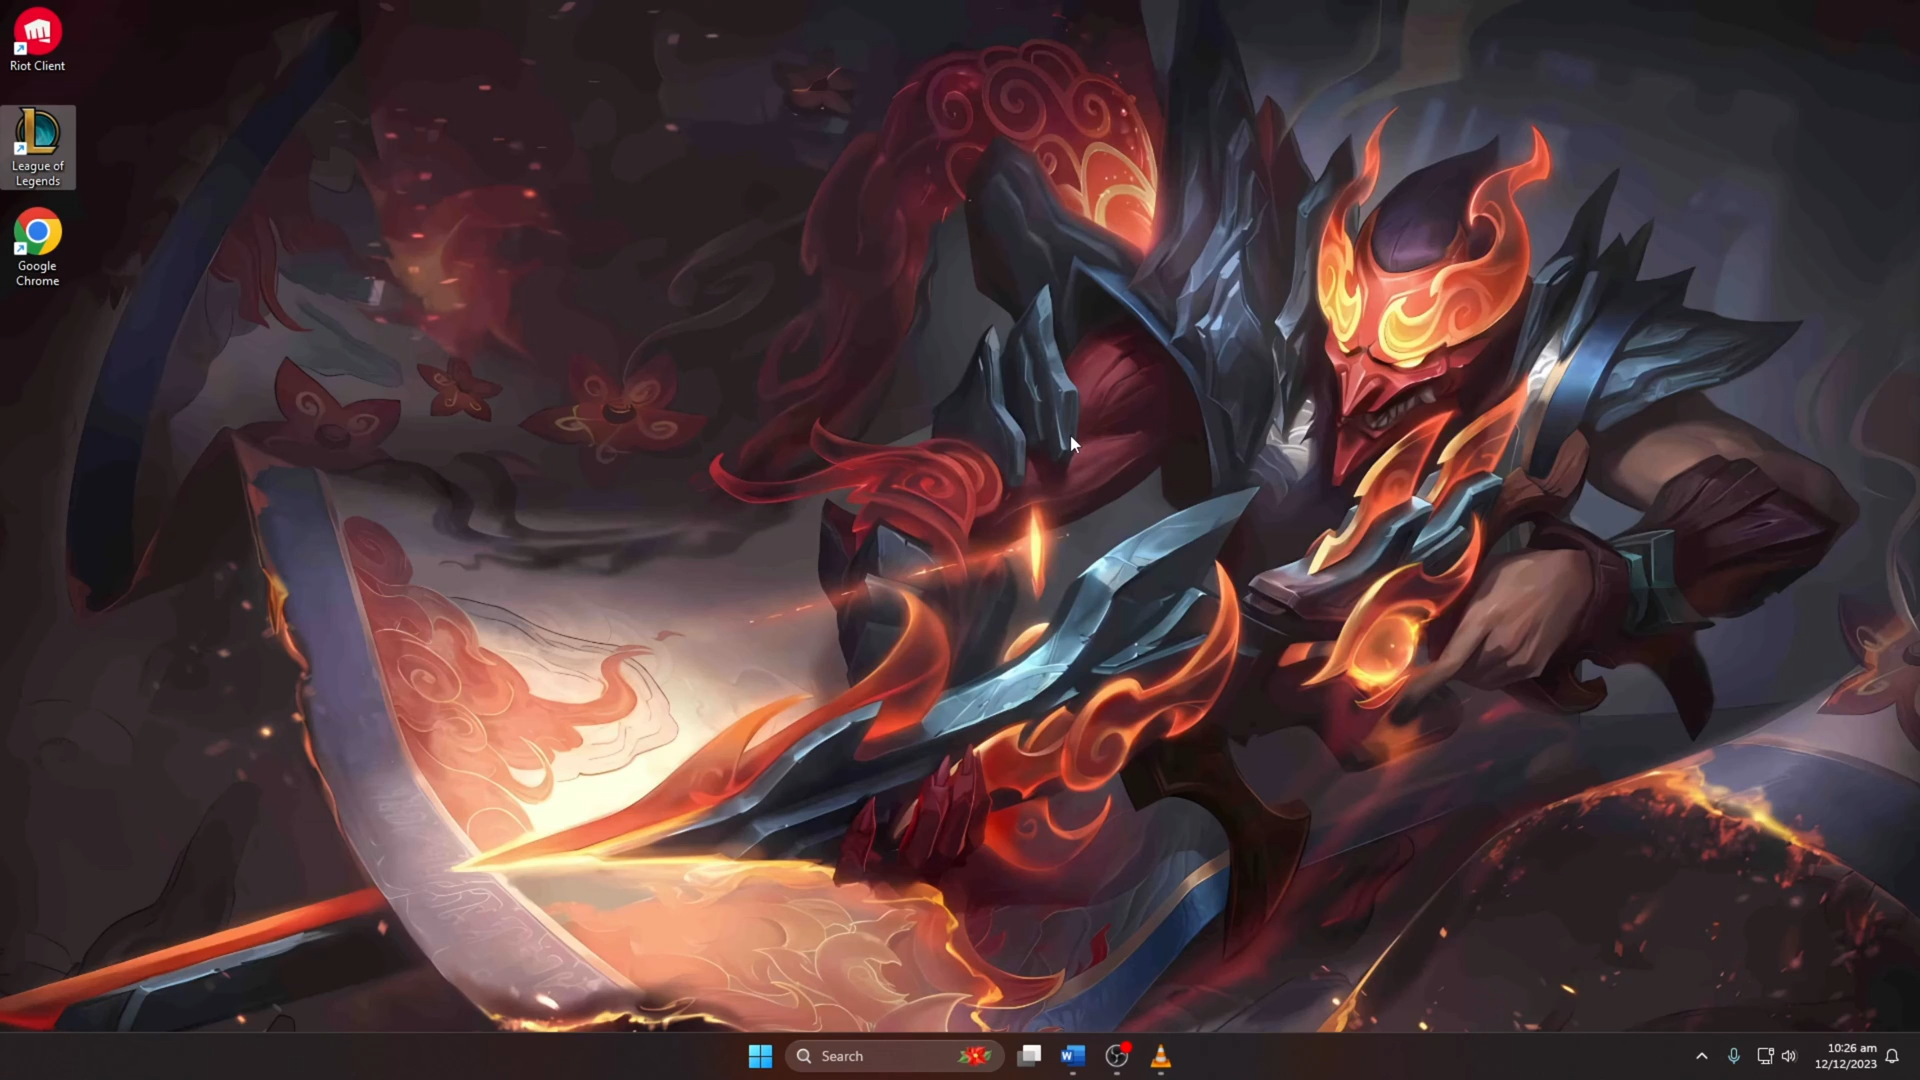 Riot Client
League of
Legends
Google
Chrome
Search
10:26 am
12/12/2023